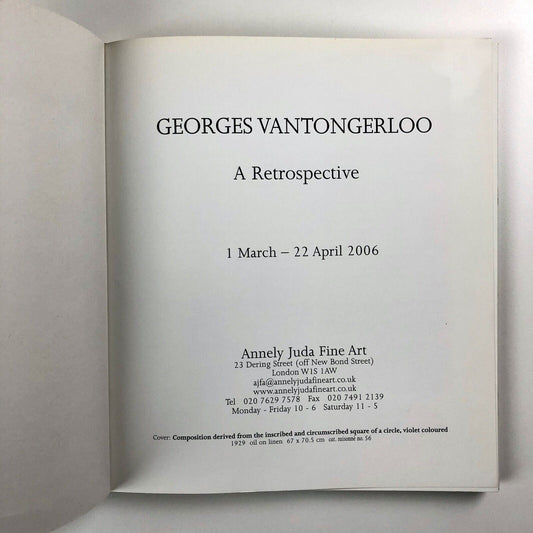 GEORGES VANTONGERLOO
A Retrospective
1 March – 22 April 2006
Annely Juda Fine Art
23 Dering Street (off New Bond Street)
London W1S 1AW
ajfa@annelyjudafineart.co.uk
www.annelyjudafineart.co.uk
Tel 020 7629 7578 Fax 020 7491 2139
Monday - Friday 10 - 6 Saturday 11 - 5
Cover: Composition derived from the inscribed and circumscribed square of a circle, violet coloured
1929 oil on linen 67 x 70.5 cm cat. raisonné no. 56